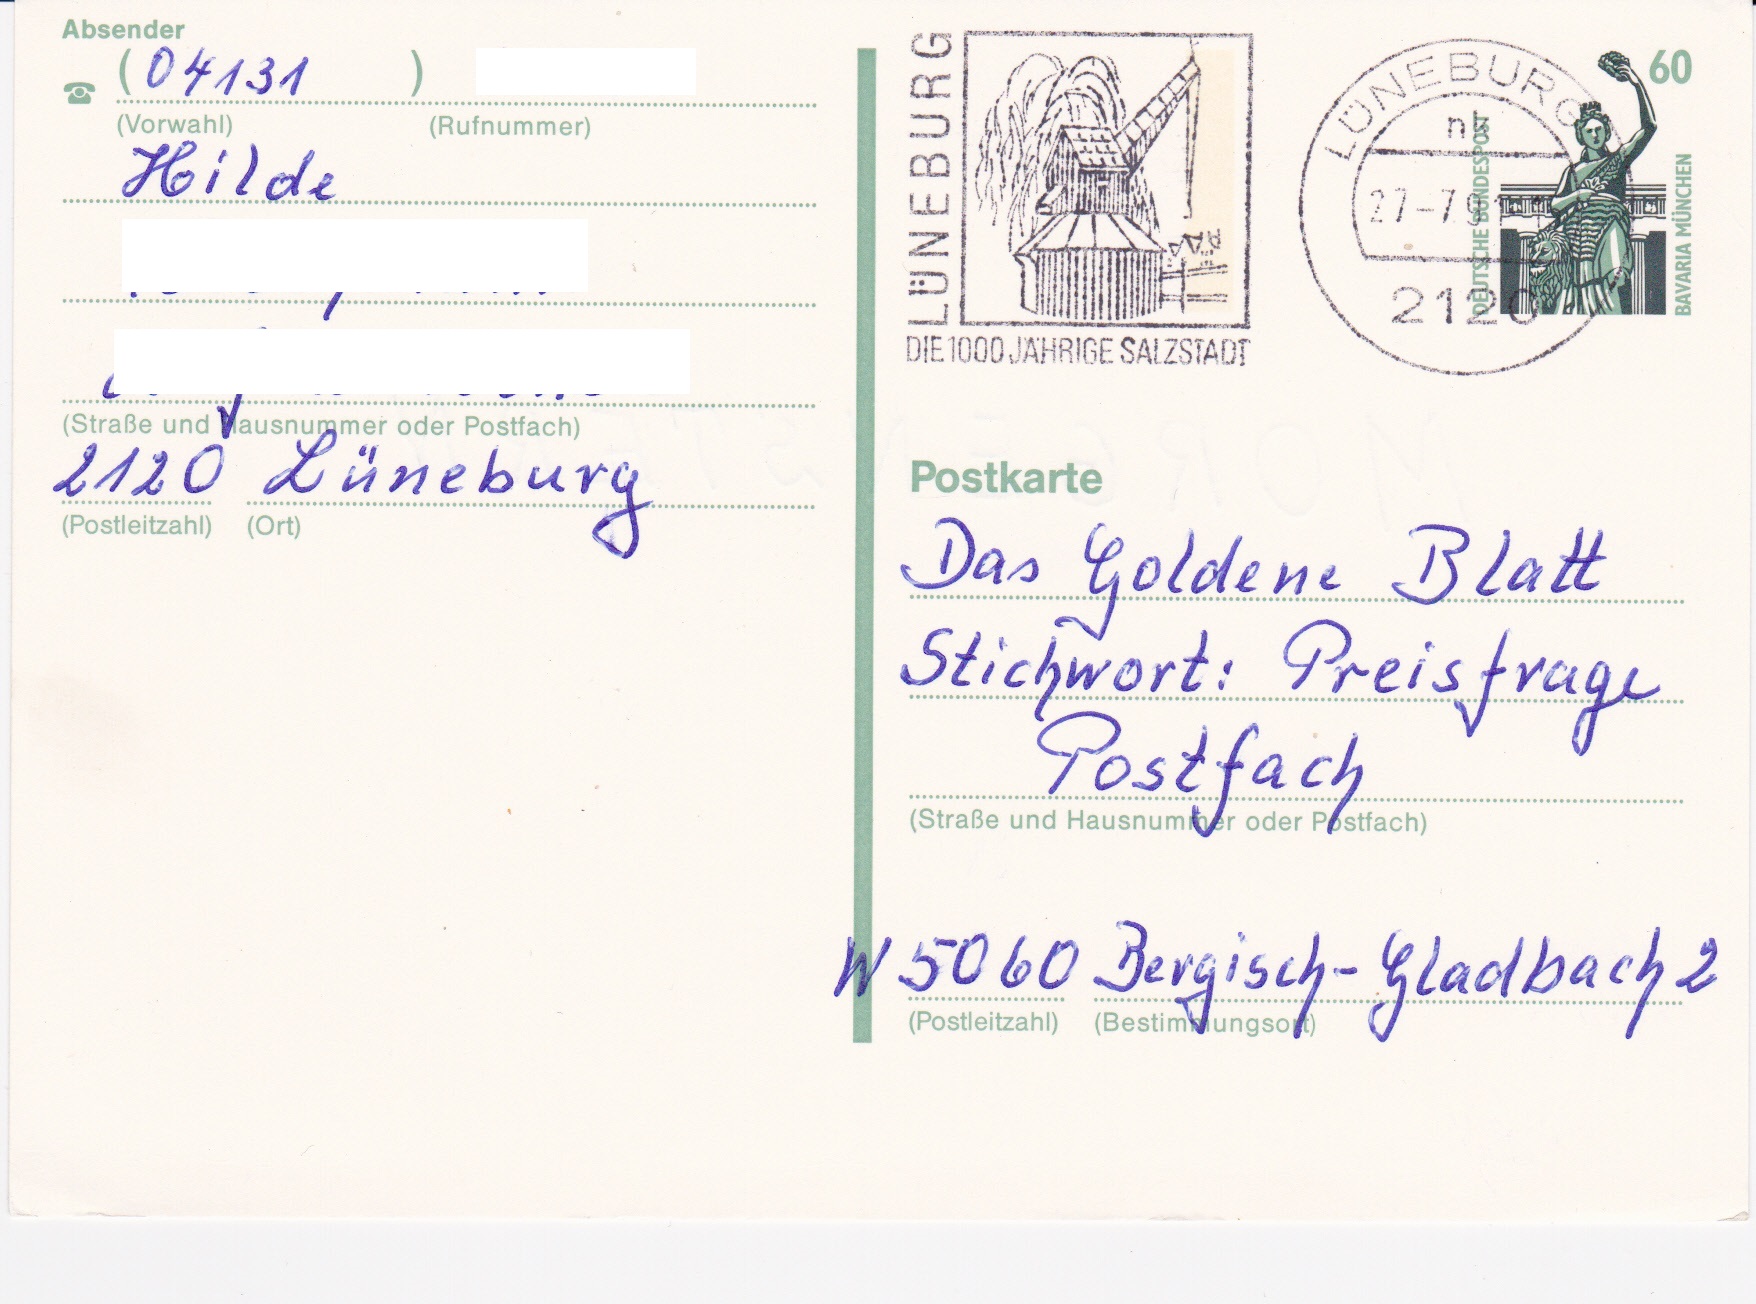 Absender
(04131 )
(Vorwahl) (Rufnummer)
Hilde
(Straße und Hausnummer oder Postfach)
2120 Lüneburg
(Postleitzahl) (Ort)
LÜNEBURG
DIE 1000 JÄHRIGE SALZSTADT
LÜNEBURG
27-7.91
2120
60
DEUTSCHE BUNDESPOST
BAVARIA MÜNCHEN
Postkarte
Das Goldene Blatt
Stichwort: Preisfrage
Postfach
(Straße und Hausnummer oder Postfach)
W 5060 Bergisch-Gladbach 2
(Postleitzahl) (Bestimmungsort)